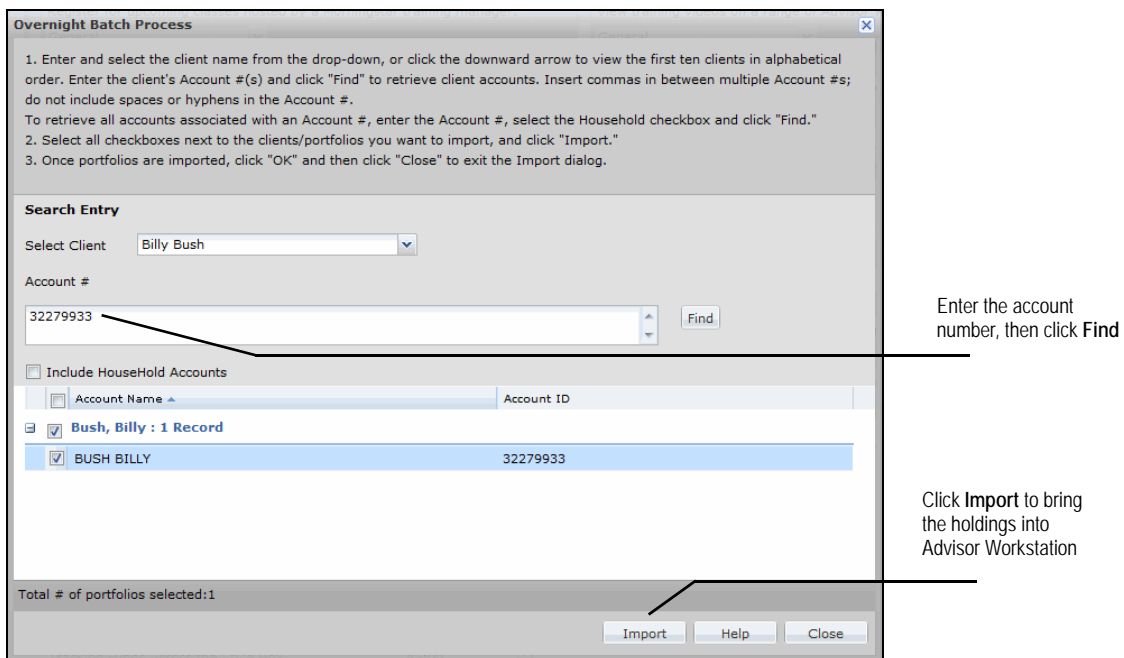 Overnight Batch Process
1. Enter and select the client name from the drop-down, or click the downward arrow to view the first ten clients in alphabetical
order. Enter the client's Account #(s) and click "Find" to retrieve client accounts. Insert commas in between multiple Account #s;
do not include spaces or hyphens in the Account #.
To retrieve all accounts associated with an Account #, enter the Account #, select the Household checkbox and click "Find."
2. Select all checkboxes next to the clients/portfolios you want to import, and click "Import."
3. Once portfolios are imported, click "OK" and then click "Close" to exit the Import dialog.
Search Entry
Select Client Billy Bush
Account #
32279933 Find
Enter the account
number, then click Find
Include HouseHold Accounts
Account Name Account ID
Bush, Billy : 1 Record
BUSH BILLY 32279933
Click Import to bring
the holdings into
Advisor Workstation
Total # of portfolios selected:1
Import Help Close